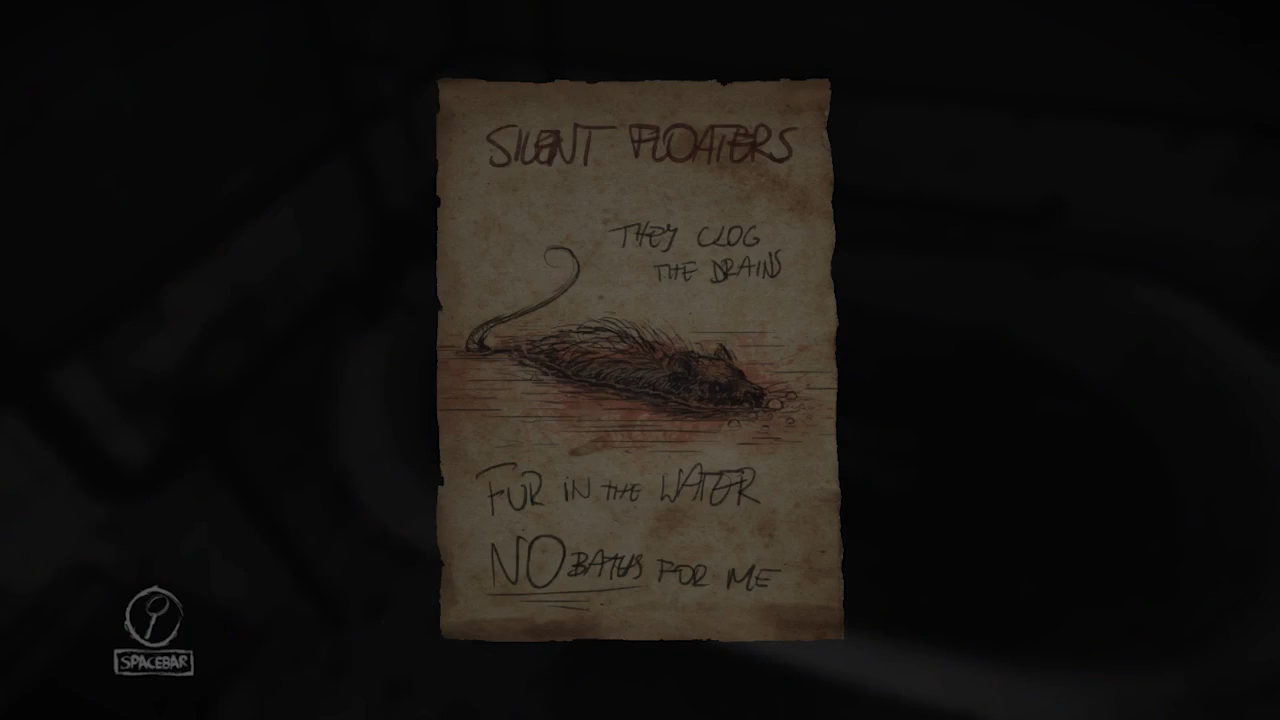 SILENT FLOATERS
THEY CLOG
THE DRAINS
FUR IN THE WATER
NO BATHS FOR ME
SPACEBAR